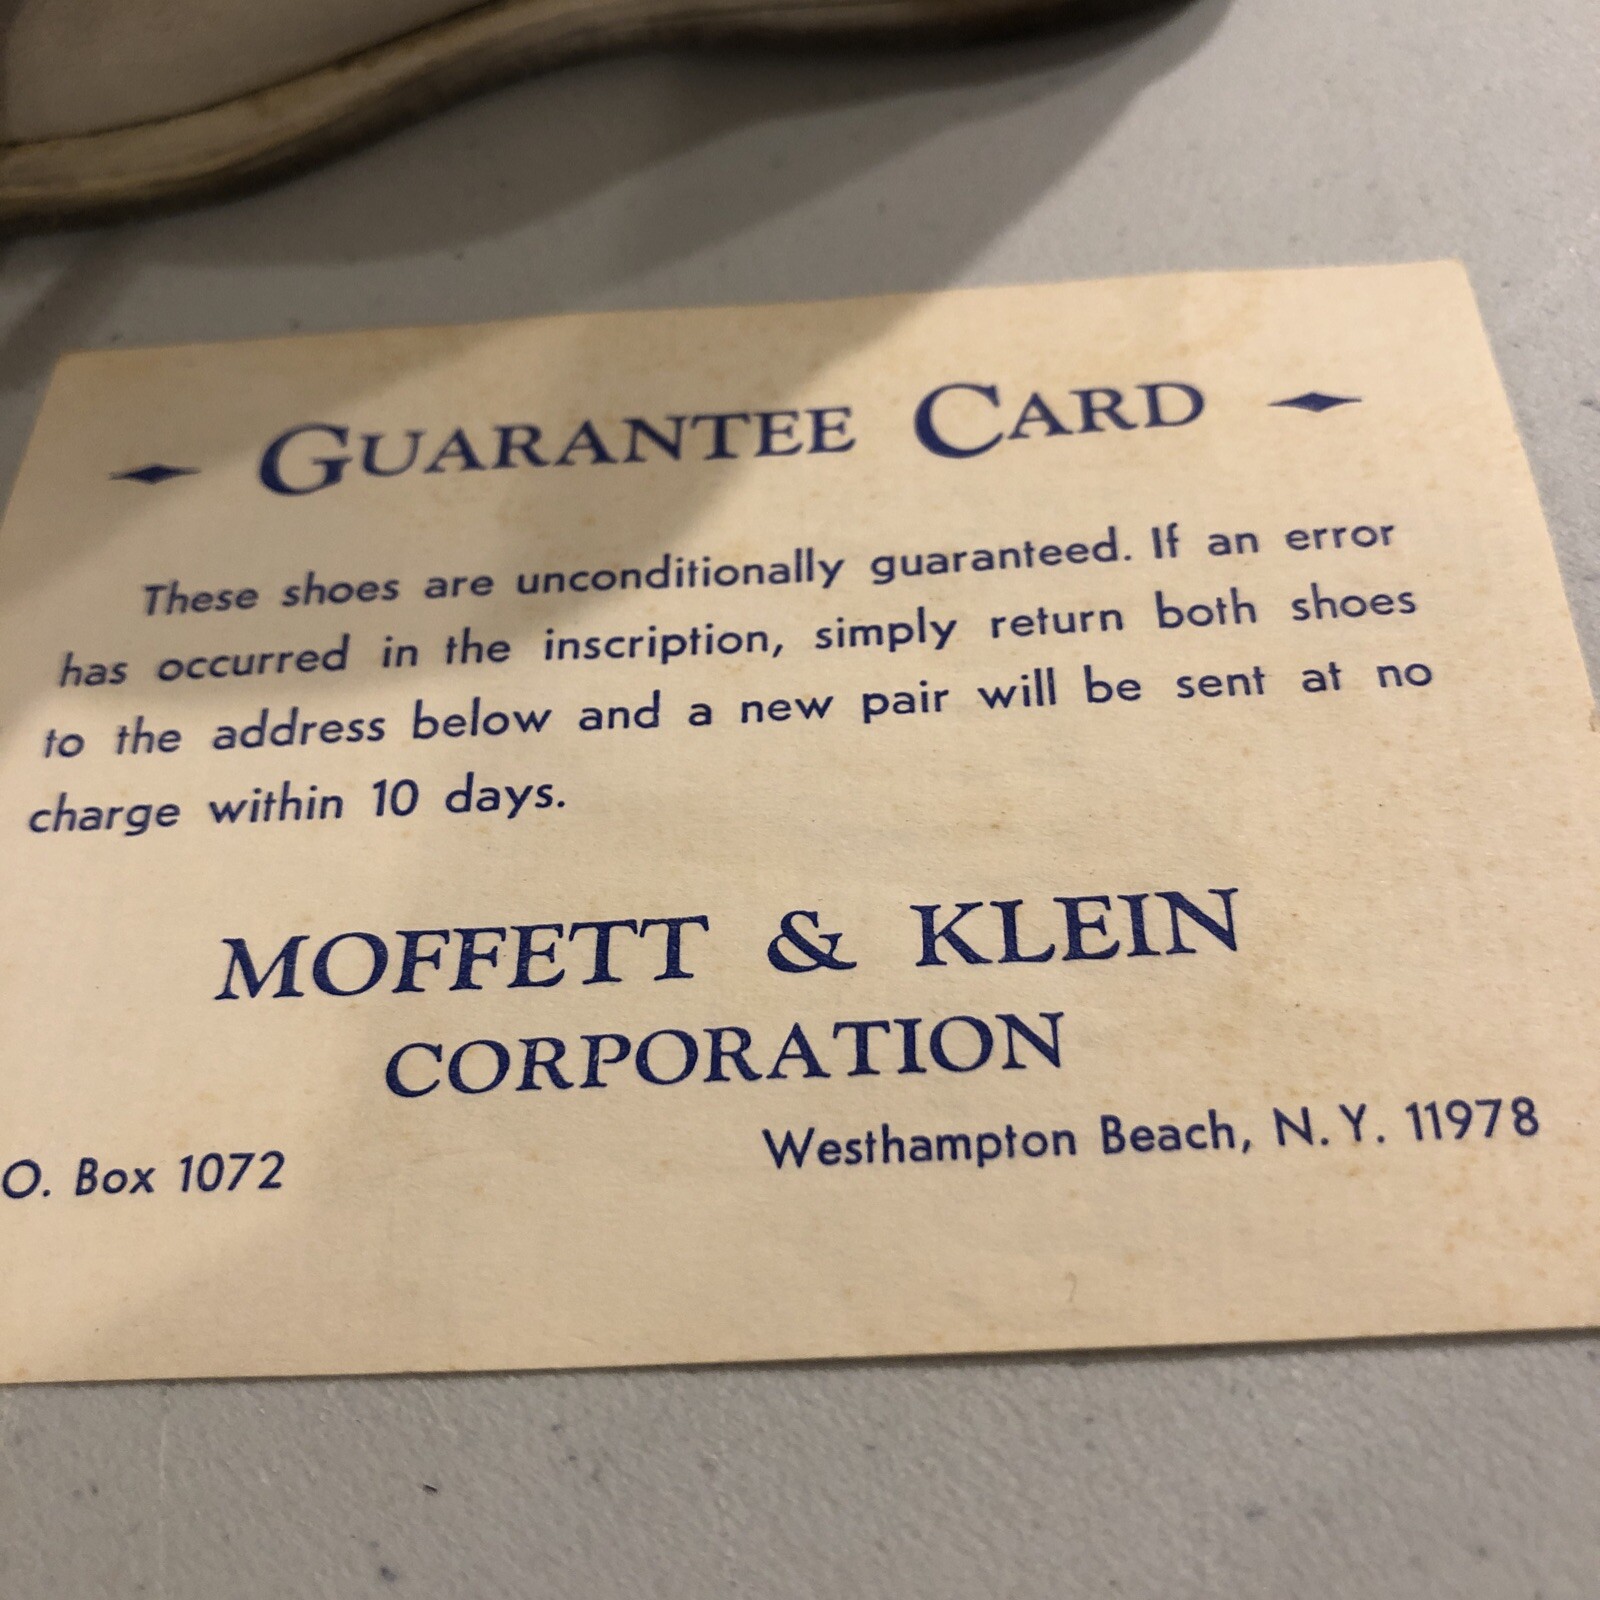 GUARANTEE CARD
These shoes are unconditionally guaranteed. If an error
has occurred in the inscription, simply return both shoes
to the address below and a new pair will be sent at no
charge within 10 days.
MOFFETT & KLEIN
CORPORATION
O. Box 1072 Westhampton Beach, N. Y. 11978